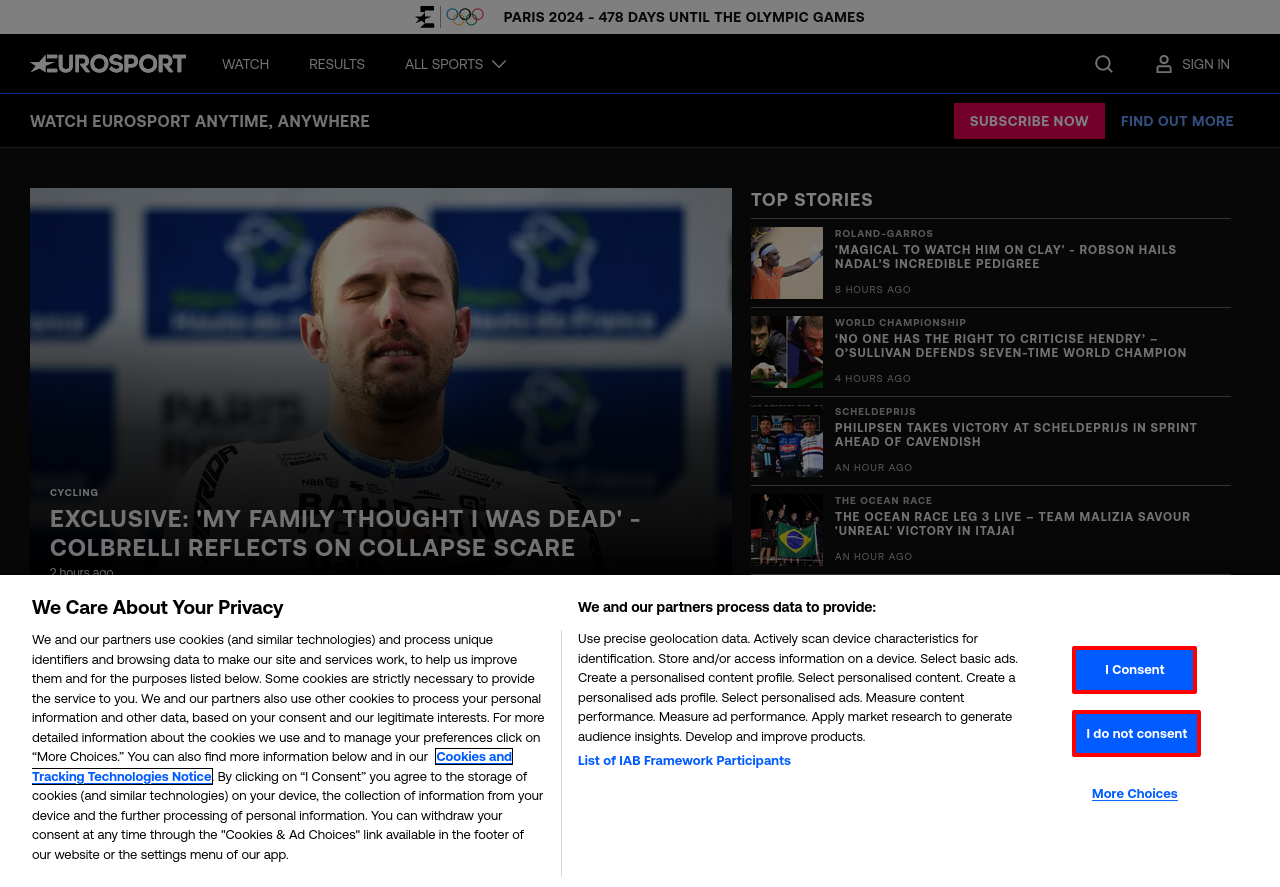 PARIS 2024 - 478 DAYS UNTIL THE OLYMPIC GAMES
EUROSPORT
WATCH
RESULTS
ALL SPORTS
SIGN IN
WATCH EUROSPORT ANYTIME, ANYWHERE
SUBSCRIBE NOW
FIND OUT MORE
CYCLING
EXCLUSIVE: 'MY FAMILY THOUGHT I WAS DEAD' -
COLBRELLI REFLECTS ON COLLAPSE SCARE
2 hours ago
TOP STORIES
ROLAND-GARROS
'MAGICAL TO WATCH HIM ON CLAY' - ROBSON HAILS
NADAL'S INCREDIBLE PEDIGREE
8 HOURS AGO
WORLD CHAMPIONSHIP
‘NO ONE HAS THE RIGHT TO CRITICISE HENDRY’ –
O’SULLIVAN DEFENDS SEVEN-TIME WORLD CHAMPION
4 HOURS AGO
SCHELDEPRIJS
PHILIPSEN TAKES VICTORY AT SCHELDEPRIJS IN SPRINT
AHEAD OF CAVENDISH
AN HOUR AGO
THE OCEAN RACE
THE OCEAN RACE LEG 3 LIVE – TEAM MALIZIA SAVOUR
'UNREAL' VICTORY IN ITAJAI
AN HOUR AGO
We Care About Your Privacy
We and our partners use cookies (and similar technologies) and process unique
identifiers and browsing data to make our site and services work, to help us improve
them and for the purposes listed below. Some cookies are strictly necessary to provide
the service to you. We and our partners also use other cookies to process your personal
information and other data, based on your consent and our legitimate interests. For more
detailed information about the cookies we use and to manage your preferences click on
“More Choices.” You can also find more information below and in our Cookies and
Tracking Technologies Notice. By clicking on “I Consent” you agree to the storage of
cookies (and similar technologies) on your device, the collection of information from your
device and the further processing of personal information. You can withdraw your
consent at any time through the "Cookies & Ad Choices" link available in the footer of
our website or the settings menu of our app.
We and our partners process data to provide:
Use precise geolocation data. Actively scan device characteristics for
identification. Store and/or access information on a device. Select basic ads.
Create a personalised content profile. Select personalised content. Create a
personalised ads profile. Select personalised ads. Measure content
performance. Measure ad performance. Apply market research to generate
audience insights. Develop and improve products.
List of IAB Framework Participants
I Consent
I do not consent
More Choices